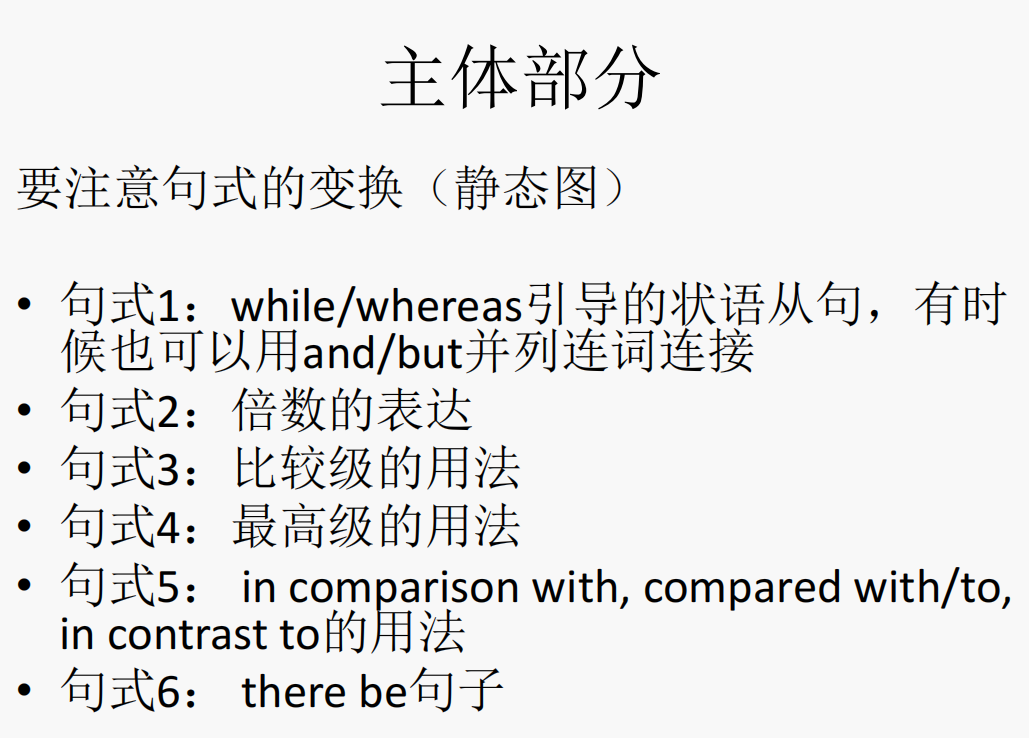 主体部分
要注意句式的变换（静态图）
• 句式1：while/whereas引导的状语从句，有时
候也可以用and/but并列连词连接
• 句式2：倍数的表达
• 句式3：比较级的用法
• 句式4：最高级的用法
• 句式5： in comparison with, compared with/to,
in contrast to的用法
• 句式6： there be句子